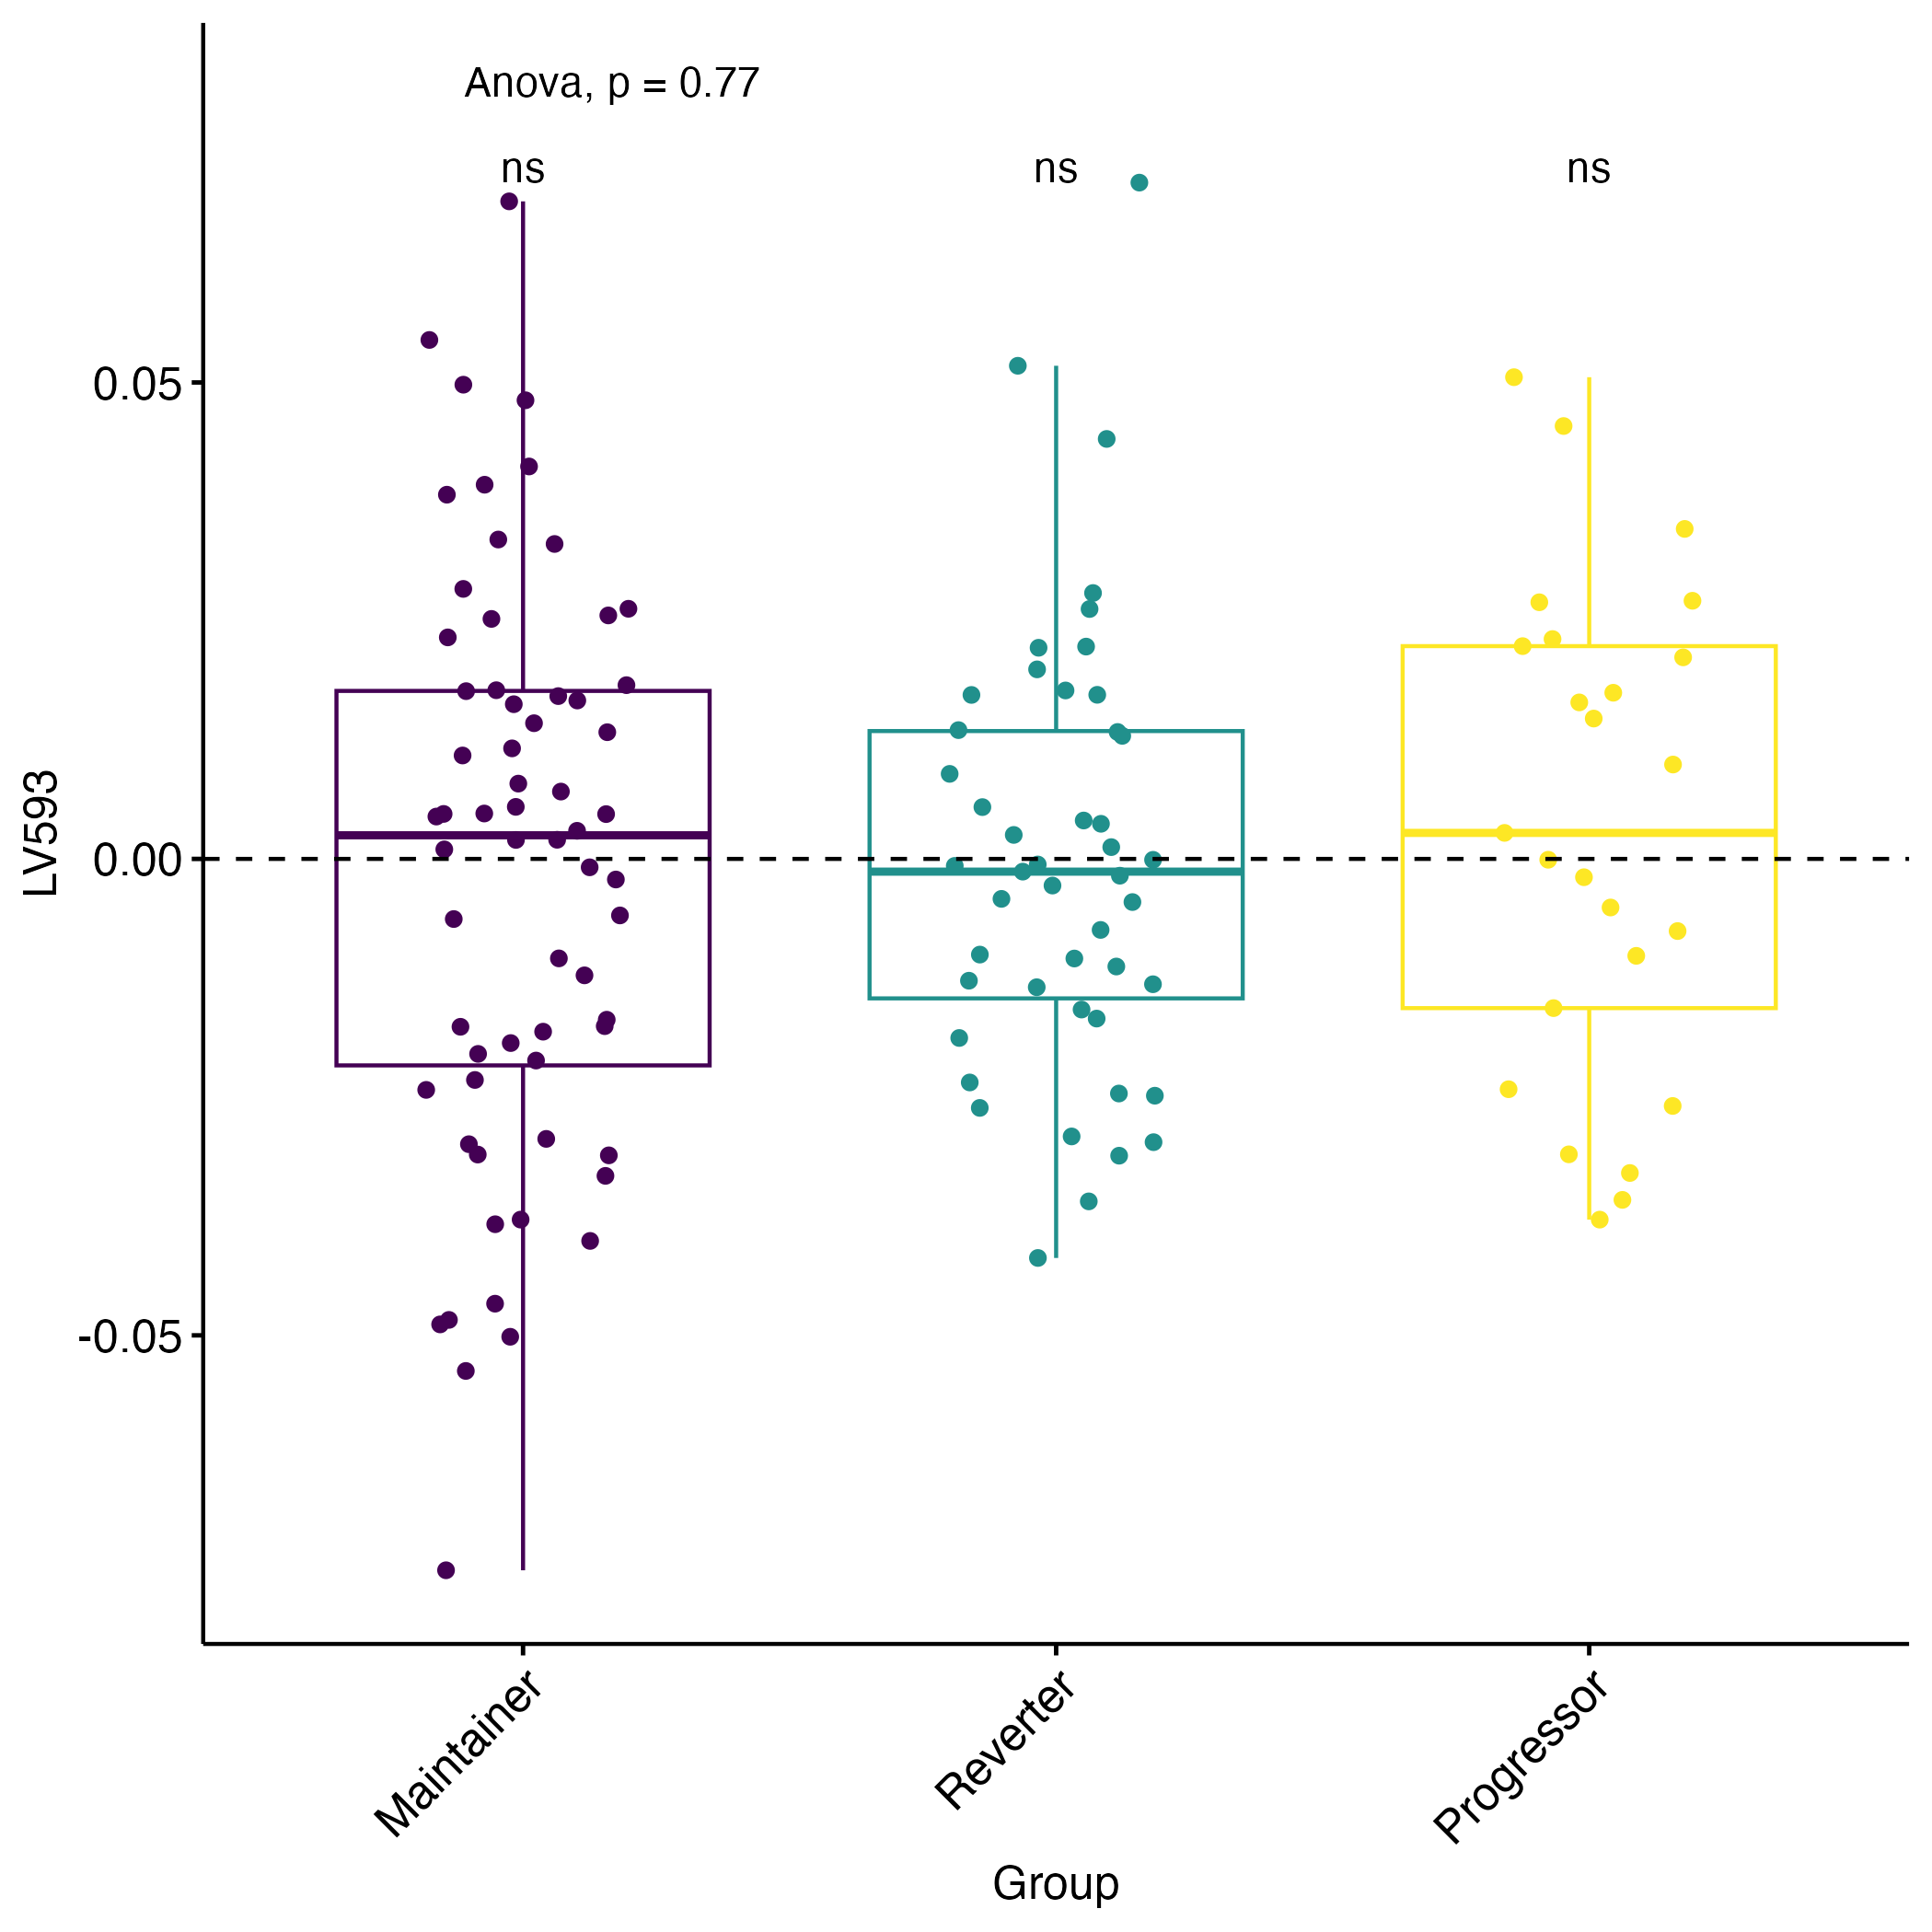 Anova, p = 0.77
ns ns ns
0.05
0.00
-0.05
LV593
Maintainer
Reverter
Progressor
Group